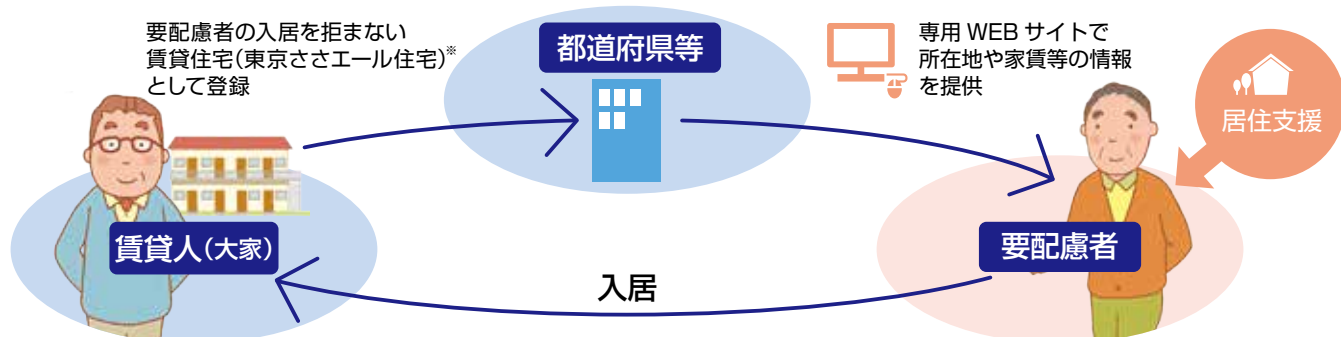 要配慮者の入居を拒まない
賃貸住宅（東京ささエール住宅）※
として登録
都道府県等
専用 WEB サイトで
所在地や家賃等の情報
を提供
居住支援
賃貸人（大家）
要配慮者
入居